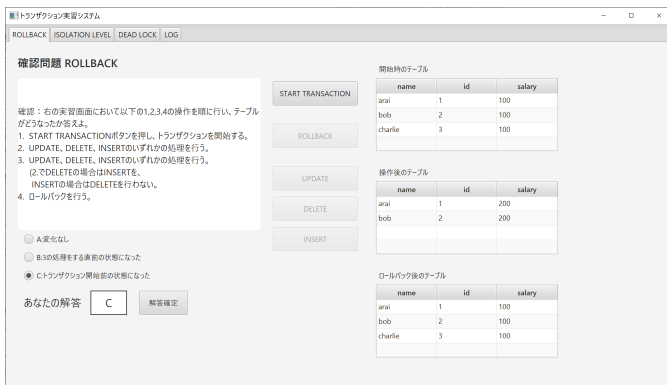 トランザクション実習システム
ROLLBACK ISOLATION LEVEL DEAD LOCK LOG
確認問題 ROLLBACK
確認：右の実習画面において以下の1,2,3,4の操作を順に行い、テーブル
がどうなったか答えよ。
1. START TRANSACTIONボタンを押し、トランザクションを開始する。
2. UPDATE、DELETE、INSERTのいずれかの処理を行う。
3. UPDATE、DELETE、INSERTのいずれかの処理を行う。
(2.でDELETEの場合はINSERTを、
INSERTの場合はDELETEを行わない。
4. ロールバックを行う。
A:変化なし
B:3の処理をする直前の状態になった
C:トランザクション開始前の状態になった
あなたの解答 C 解答確定
START TRANSACTION
ROLLBACK
UPDATE
DELETE
INSERT
開始時のテーブル
name id salary
arai 1 100
bob 2 100
charlie 3 100
操作後のテーブル
name id salary
arai 1 200
bob 2 200
ロールバック後のテーブル
name id salary
arai 1 100
bob 2 100
charlie 3 100